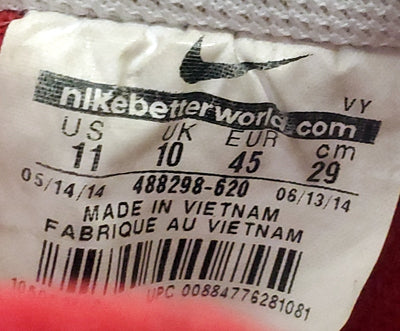 VY
nikebetterworld.com
US UK EUR cm
11 10 45 29
05/14/14 488298-620 06/13/14
MADE IN VIETNAM
FABRIQUE AU VIETNAM
UPC 00884776281081